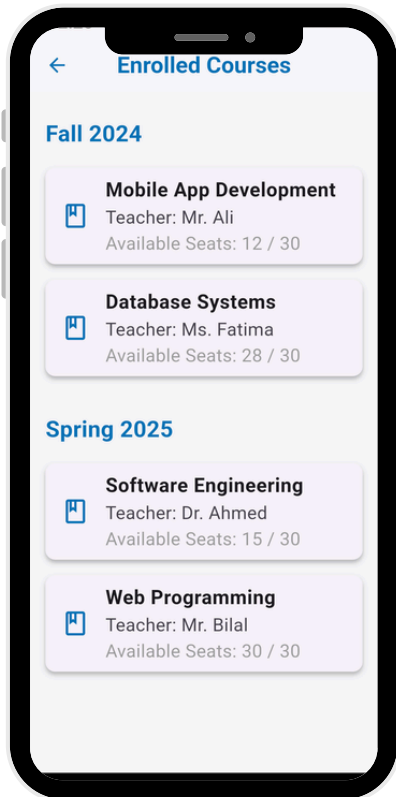 Enrolled Courses
Fall 2024
Mobile App Development
Teacher: Mr. Ali
Available Seats: 12 / 30
Database Systems
Teacher: Ms. Fatima
Available Seats: 28 / 30
Spring 2025
Software Engineering
Teacher: Dr. Ahmed
Available Seats: 15 / 30
Web Programming
Teacher: Mr. Bilal
Available Seats: 30 / 30